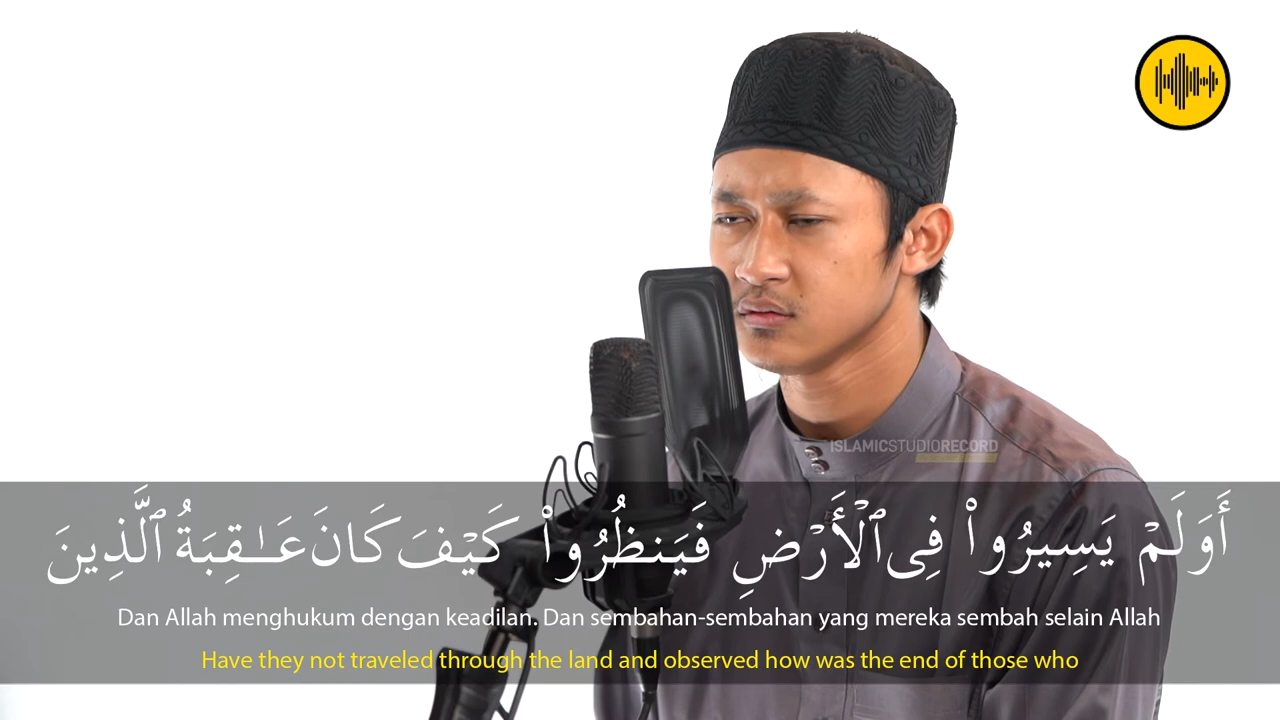 ISLAMICSTUDIORECORD
أَوَلَمْ يَسِيرُوا۟ فِى ٱلْأَرْضِ فَيَنظُرُوا۟ كَيْفَ كَانَ عَـٰقِبَةُ ٱلَّذِينَ
Dan Allah menghukum dengan keadilan. Dan sembahan-sembahan yang mereka sembah selain Allah
Have they not traveled through the land and observed how was the end of those who